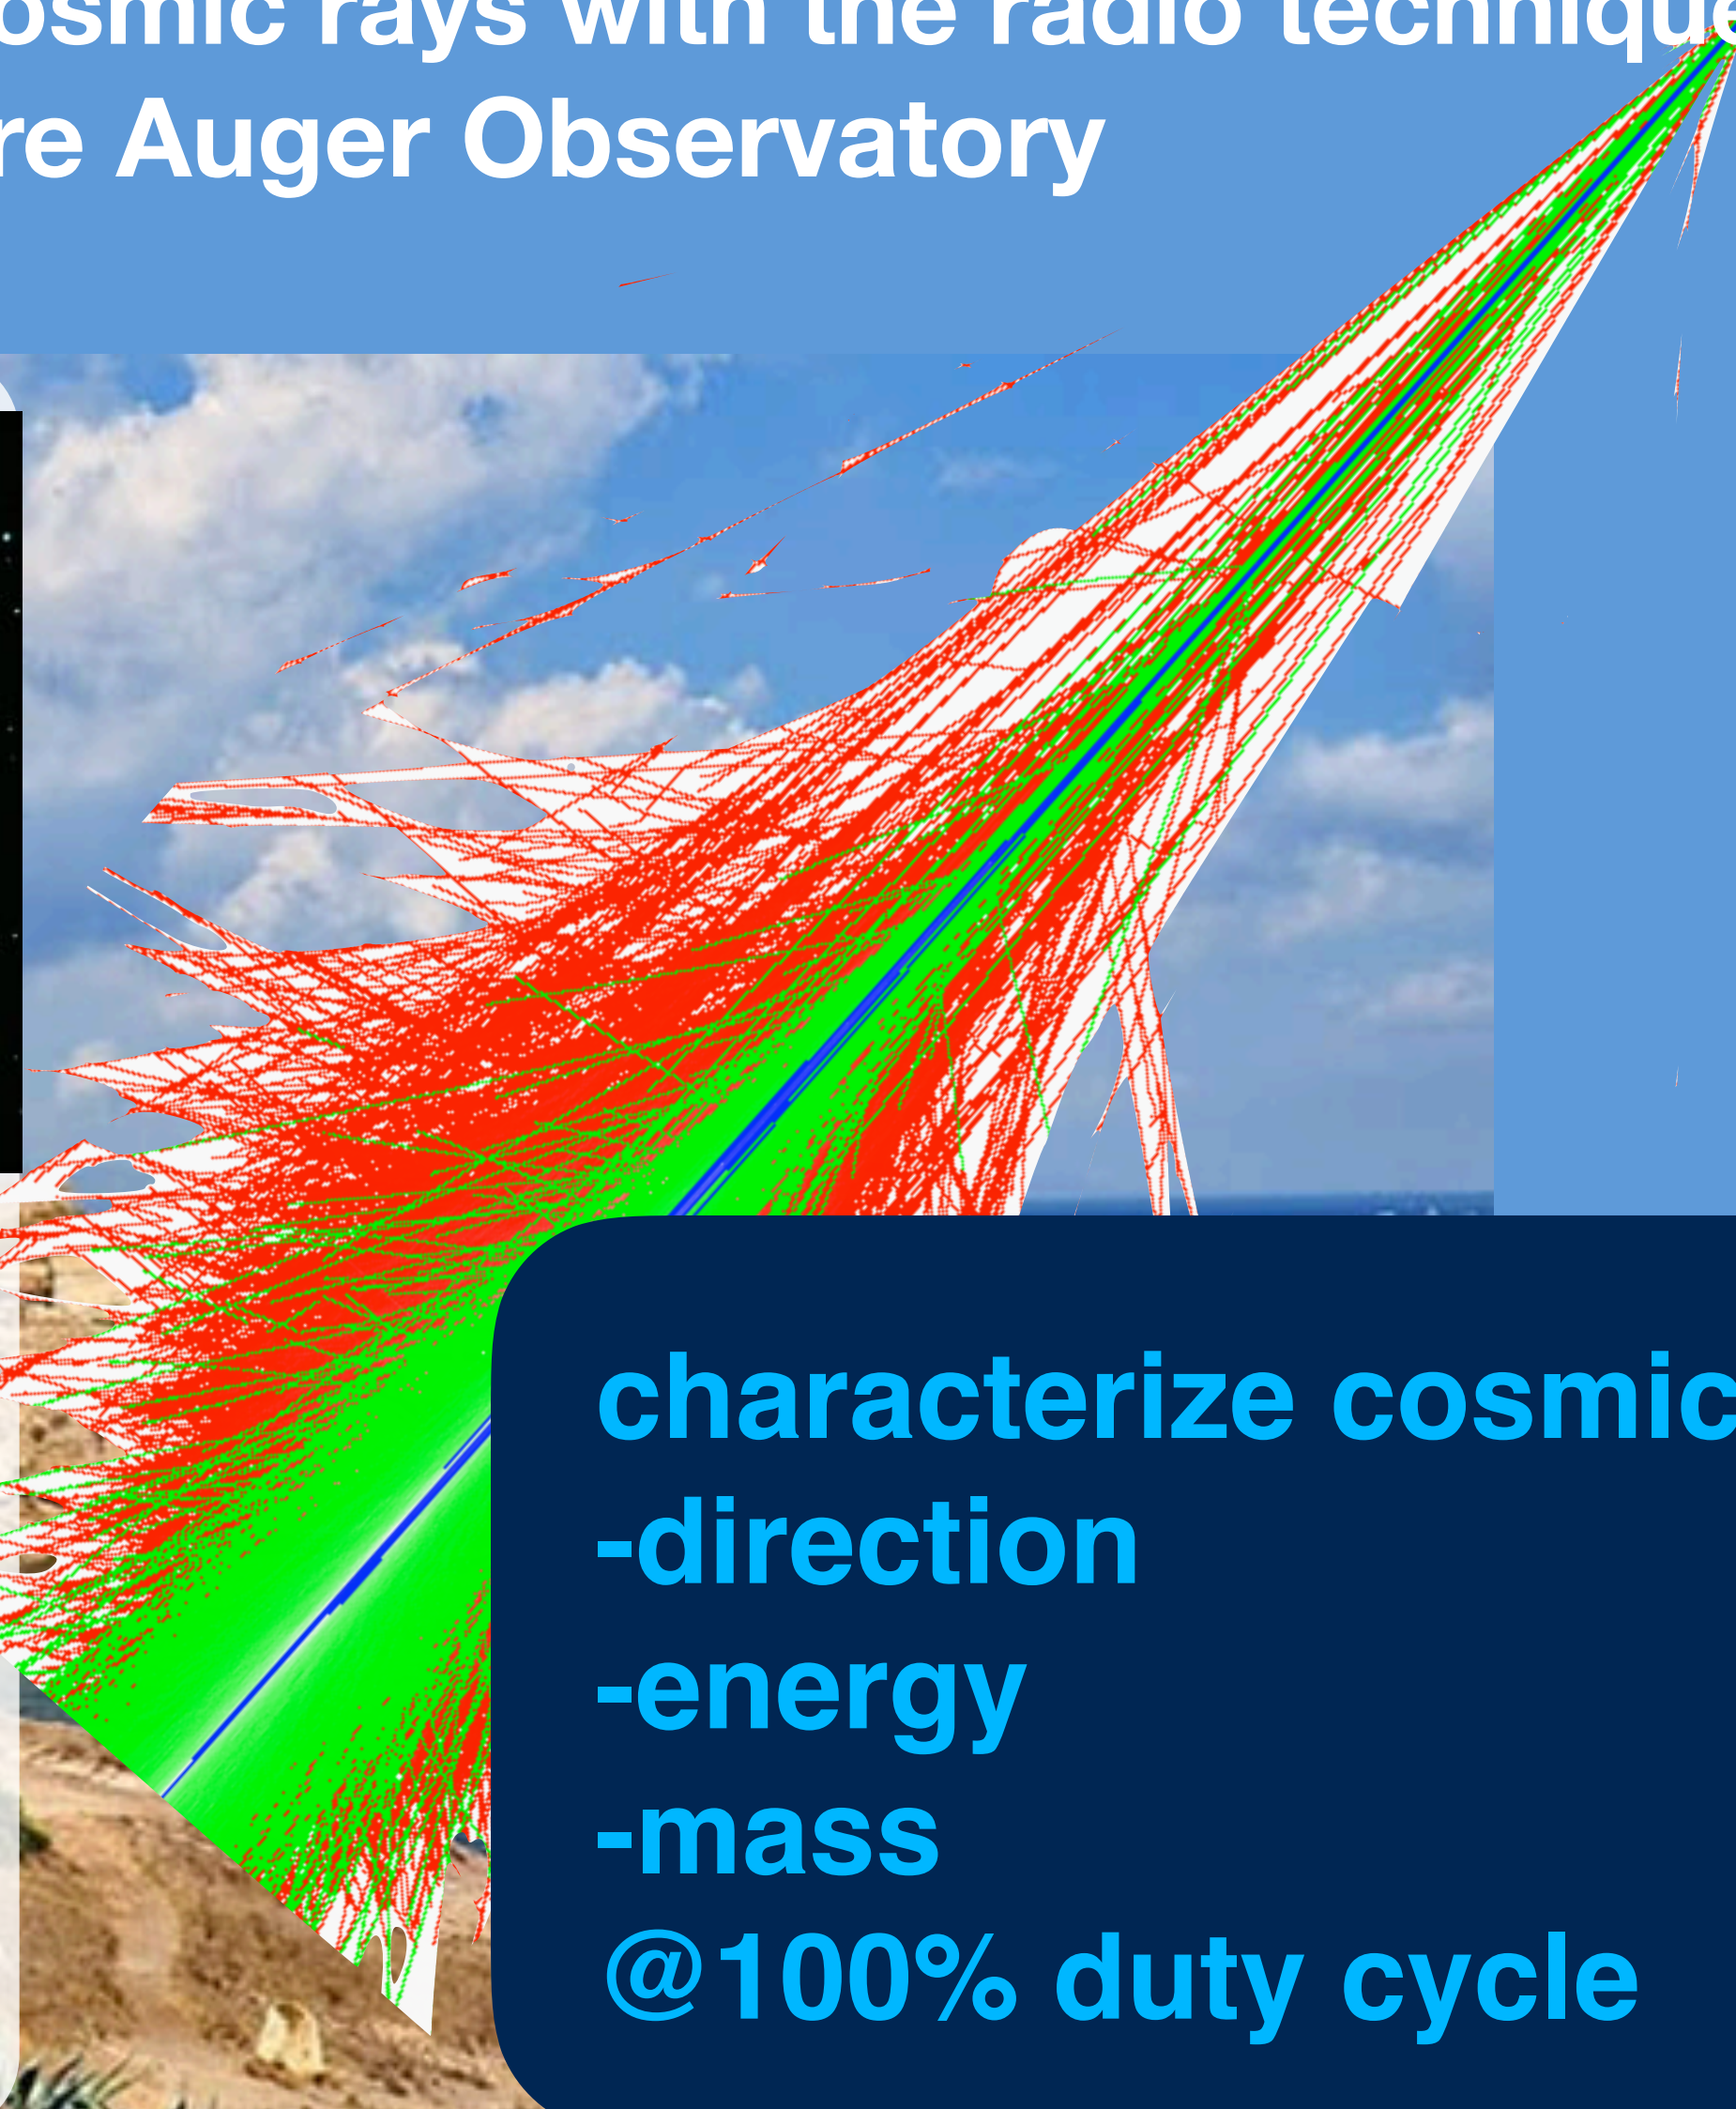 osmic rays with the radio technique
re Auger Observatory
characterize cosmic
-direction
-energy
-mass
@100% duty cycle